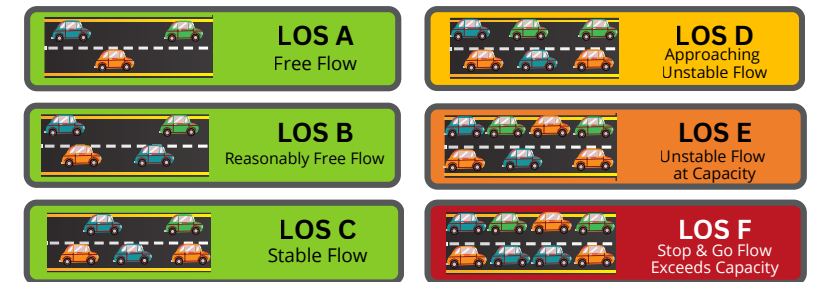 LOS A
Free Flow
LOS B
Reasonably Free Flow
LOS C
Stable Flow
LOS D
Approaching
Unstable Flow
LOS E
Unstable Flow
at Capacity
LOS F
Stop & Go Flow
Exceeds Capacity